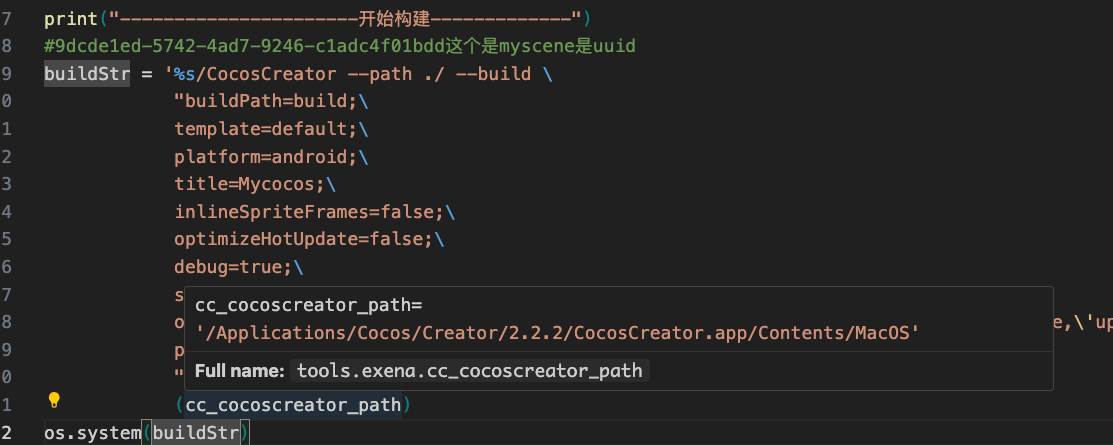 7 print("----------------------开始构建-------------")
8 #9dcde1ed-5742-4ad7-9246-c1adc4f01bdd这个是myscene是uuid
9 buildStr = '%s/CocosCreator --path ./ --build \
0 "buildPath=build;\
1 template=default;\
2 platform=android;\
3 title=Mycocos;\
4 inlineSpriteFrames=false;\
5 optimizeHotUpdate=false;\
6 debug=true;\
7 s
cc_cocoscreator_path=
8 o
'/Applications/Cocos/Creator/2.2.2/CocosCreator.app/Contents/MacOS'
e,\'up
9 p
Full name: tools.exena.cc_cocoscreator_path
0 "
1 (cc_cocoscreator_path)
2 os.system(buildStr)